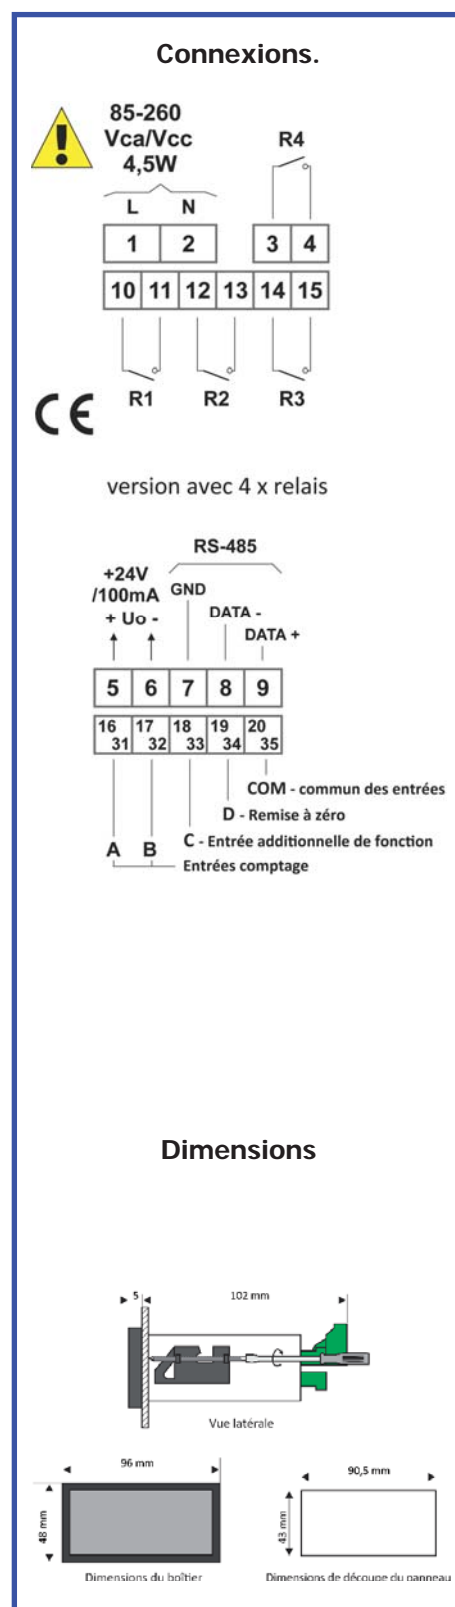 Connexions.
85-260
Vca/Vcc
4,5W
R4
L N
1 2 3 4
10 11 12 13 14 15
R1 R2 R3
CE
version avec 4 x relais
RS-485
+24V
/100mA
GND
+ Uo -
DATA -
DATA +
5 6 7 8 9
16 17 18 19 20
31 32 33 34 35
COM - commun des entrées
D - Remise à zéro
C - Entrée additionnelle de fonction
A B
Entrées comptage
Dimensions
5 102 mm
Vue latérale
96 mm
90,5 mm
48 mm
43 mm
Dimensions du boîtier
Dimensions de découpe du panneau